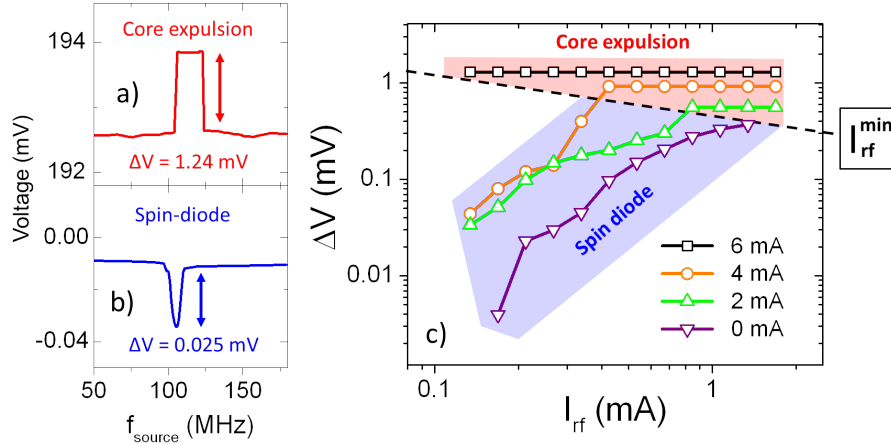 194
Core expulsion
a)
192
ΔV = 1.24 mV
Voltage (mV)
Spin-diode
0.00
b)
-0.04
ΔV = 0.025 mV
50
100
150
f_source (MHz)
Core expulsion
1
0.1
0.01
ΔV (mV)
I_rf^min
Spin diode
6 mA
4 mA
2 mA
0 mA
c)
0.1
1
I_rf (mA)